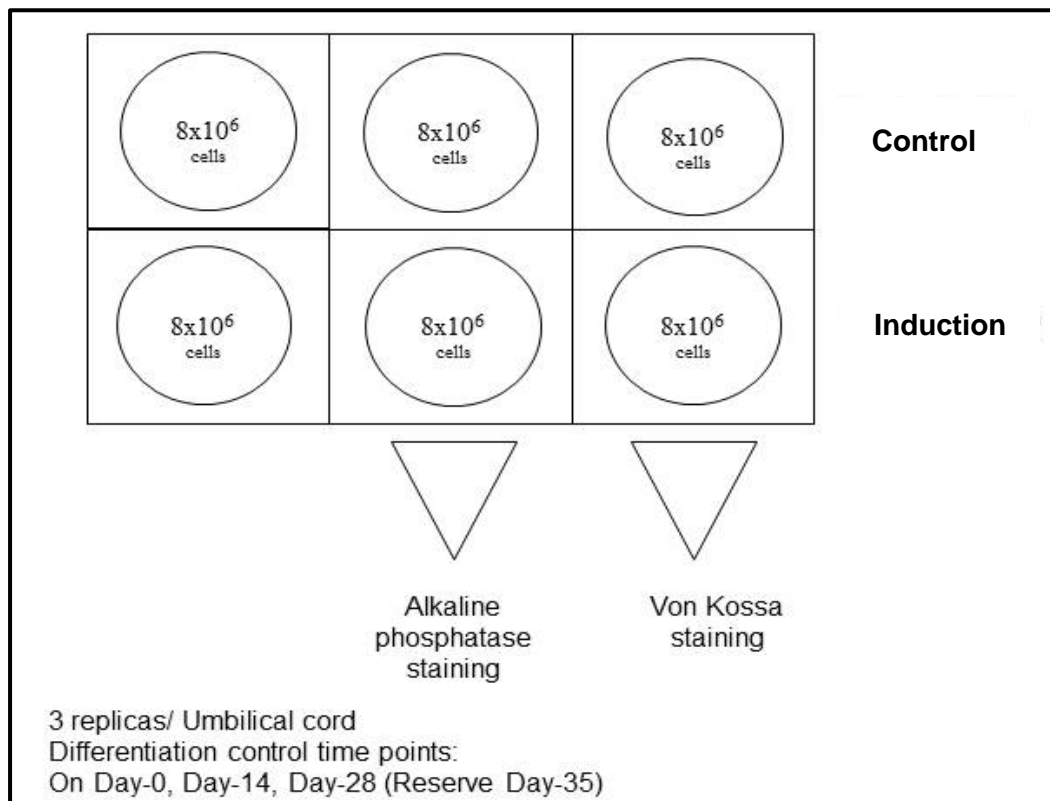 8x10⁶
cells
8x10⁶
cells
8x10⁶
cells
Control
8x10⁶
cells
8x10⁶
cells
8x10⁶
cells
Induction
Alkaline
phosphatase
staining
Von Kossa
staining
3 replicas/ Umbilical cord
Differentiation control time points:
On Day-0, Day-14, Day-28 (Reserve Day-35)